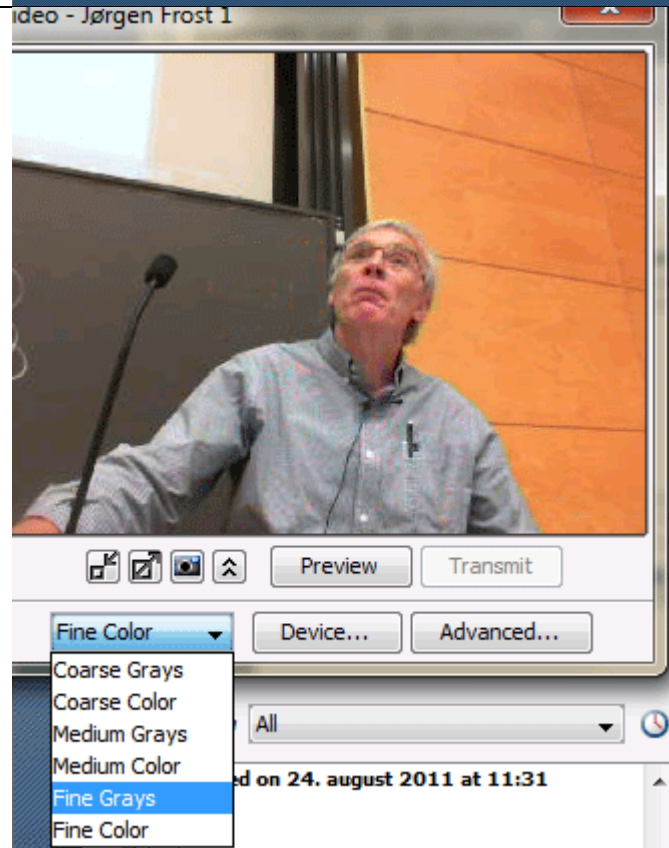 ideo - Jørgen Frost 1
Preview
Transmit
Fine Color
Device...
Advanced...
Coarse Grays
Coarse Color
Medium Grays
Medium Color
Fine Grays
Fine Color
All
ed on 24. august 2011 at 11:31